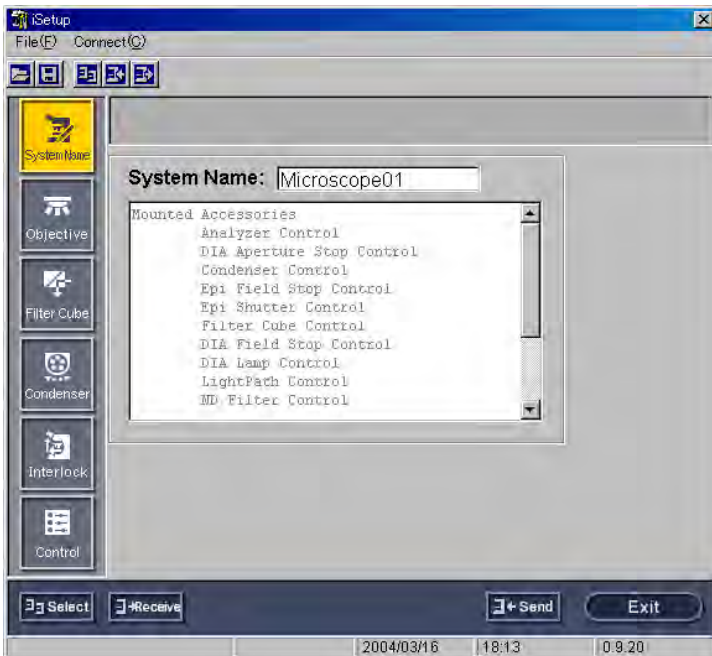 iSetup
File(F) Connect(C)
SystemName
Objective
Filter Cube
Condenser
Interlock
Control
System Name: Microscope01
Mounted Accessories
Analyzer Control
DIA Aperture Stop Control
Condenser Control
Epi Field Stop Control
Epi Shutter Control
Filter Cube Control
DIA Field Stop Control
DIA Lamp Control
LightPath Control
ND Filter Control
Select Receive Send Exit
2004/03/16 18:13 0.9.20